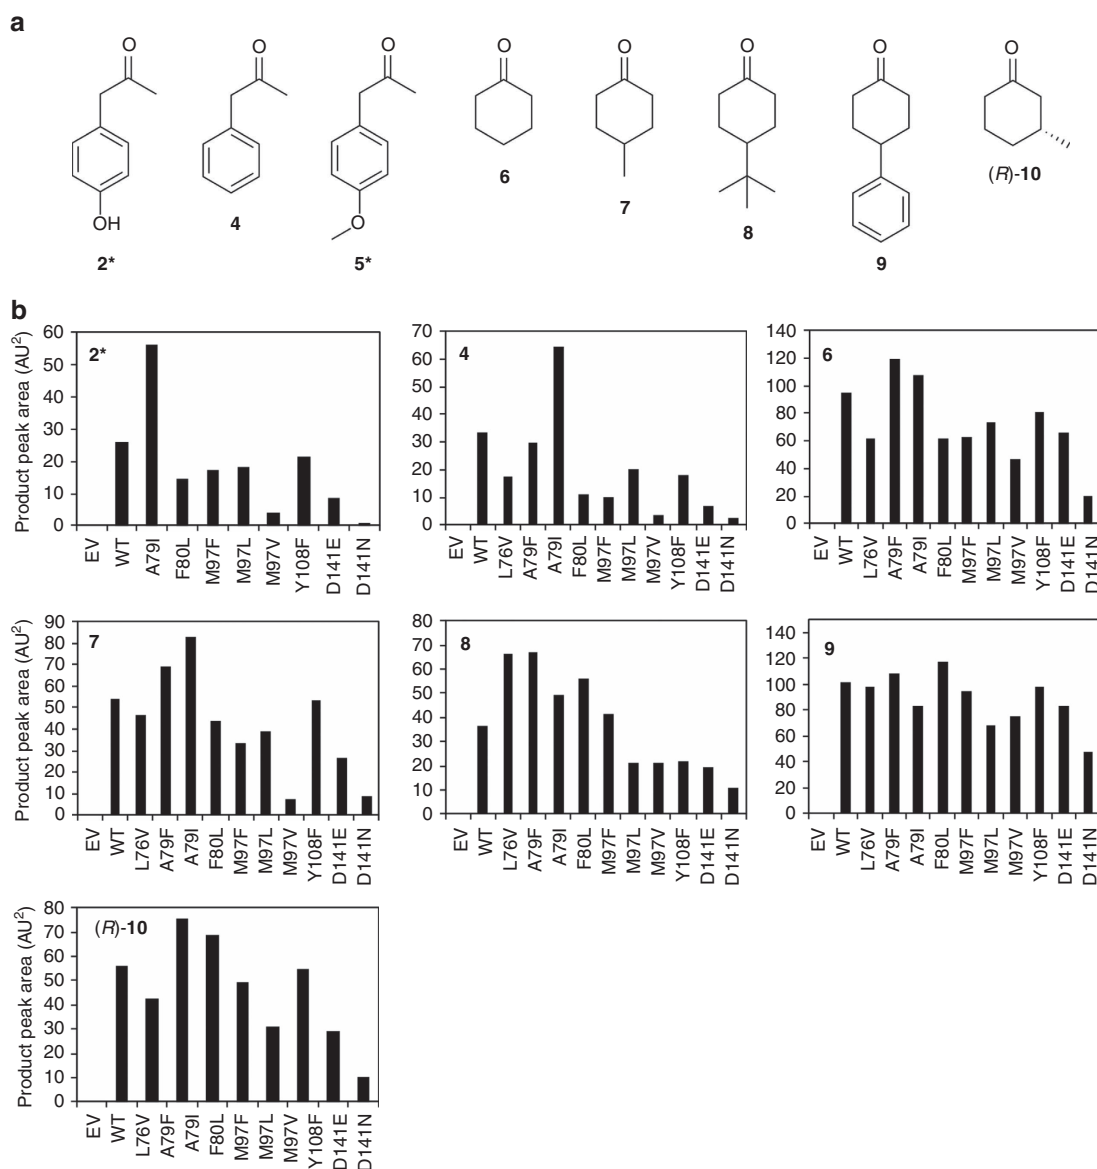 a
O
O
O
O
O
O
O
O
OH
O
2*
4
5*
6
7
8
9
(R)-10
b
Product peak area (AU²)
60
50
40
30
20
10
0
2*
EV
WT
A79I
F80L
M97F
M97L
M97V
Y108F
D141E
D141N
70
60
50
40
30
20
10
0
4
EV
WT
L76V
A79F
A79I
F80L
M97F
M97L
M97V
Y108F
D141E
D141N
140
120
100
80
60
40
20
0
6
EV
WT
L76V
A79F
A79I
F80L
M97F
M97L
M97V
Y108F
D141E
D141N
Product peak area (AU²)
90
80
70
60
50
40
30
20
10
0
7
EV
WT
L76V
A79F
A79I
F80L
M97F
M97L
M97V
Y108F
D141E
D141N
80
70
60
50
40
30
20
10
0
8
EV
WT
L76V
A79F
A79I
F80L
M97F
M97L
M97V
Y108F
D141E
D141N
140
120
100
80
60
40
20
0
9
EV
WT
L76V
A79F
A79I
F80L
M97F
M97L
M97V
Y108F
D141E
D141N
Product peak area (AU²)
80
70
60
50
40
30
20
10
0
(R)-10
EV
WT
L76V
A79F
A79I
F80L
M97F
M97L
M97V
Y108F
D141E
D141N